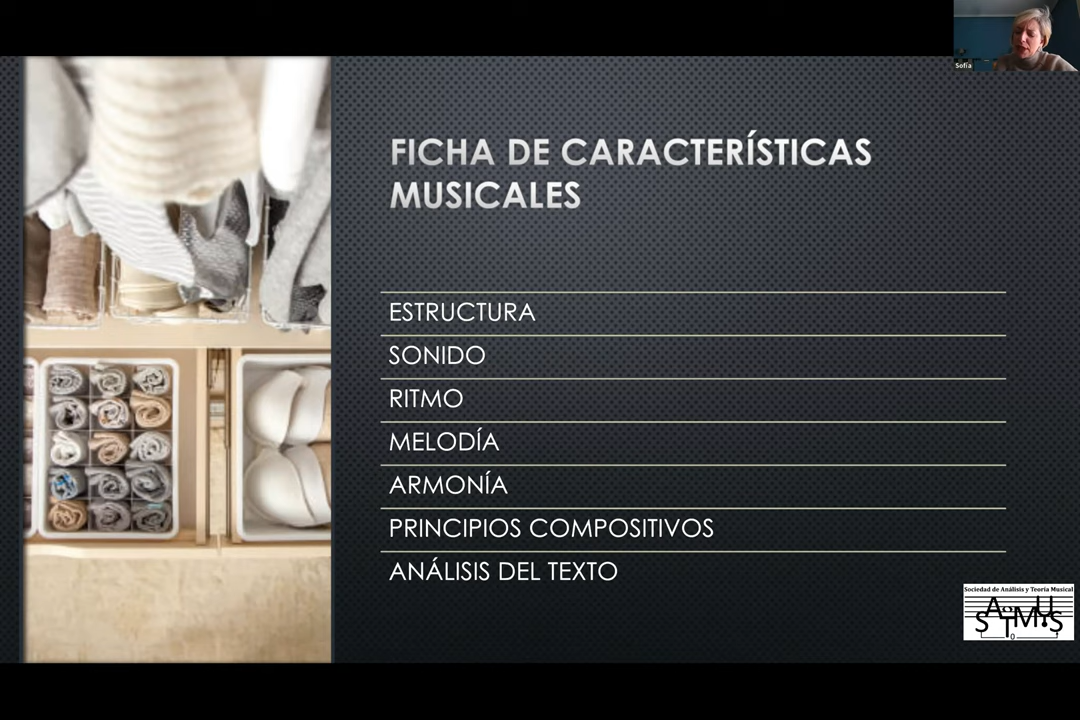 Sofía
FICHA DE CARACTERÍSTICAS
MUSICALES
ESTRUCTURA
SONIDO
RITMO
MELODÍA
ARMONÍA
PRINCIPIOS COMPOSITIVOS
ANÁLISIS DEL TEXTO
Sociedad de Análisis y Teoría Musical
SATMUS